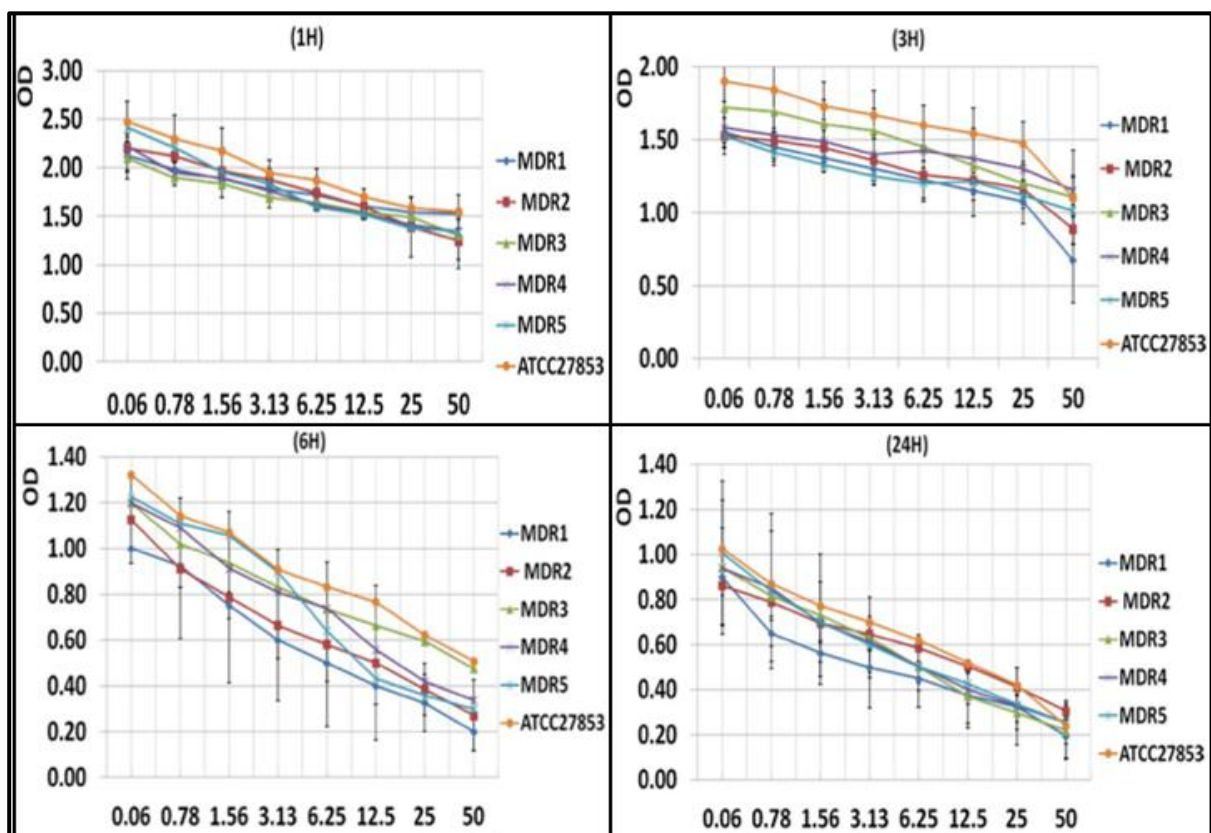 (1H)
OD
3.00
2.50
2.00
1.50
1.00
0.50
0.00
0.06 0.78 1.56 3.13 6.25 12.5 25 50
MDR1
MDR2
MDR3
MDR4
MDR5
ATCC27853
(3H)
OD
2.00
1.50
1.00
0.50
0.00
0.06 0.78 1.56 3.13 6.25 12.5 25 50
MDR1
MDR2
MDR3
MDR4
MDR5
ATCC27853
(6H)
OD
1.40
1.20
1.00
0.80
0.60
0.40
0.20
0.00
0.06 0.78 1.56 3.13 6.25 12.5 25 50
MDR1
MDR2
MDR3
MDR4
MDR5
ATCC27853
(24H)
OD
1.40
1.20
1.00
0.80
0.60
0.40
0.20
0.00
0.06 0.78 1.56 3.13 6.25 12.5 25 50
MDR1
MDR2
MDR3
MDR4
MDR5
ATCC27853